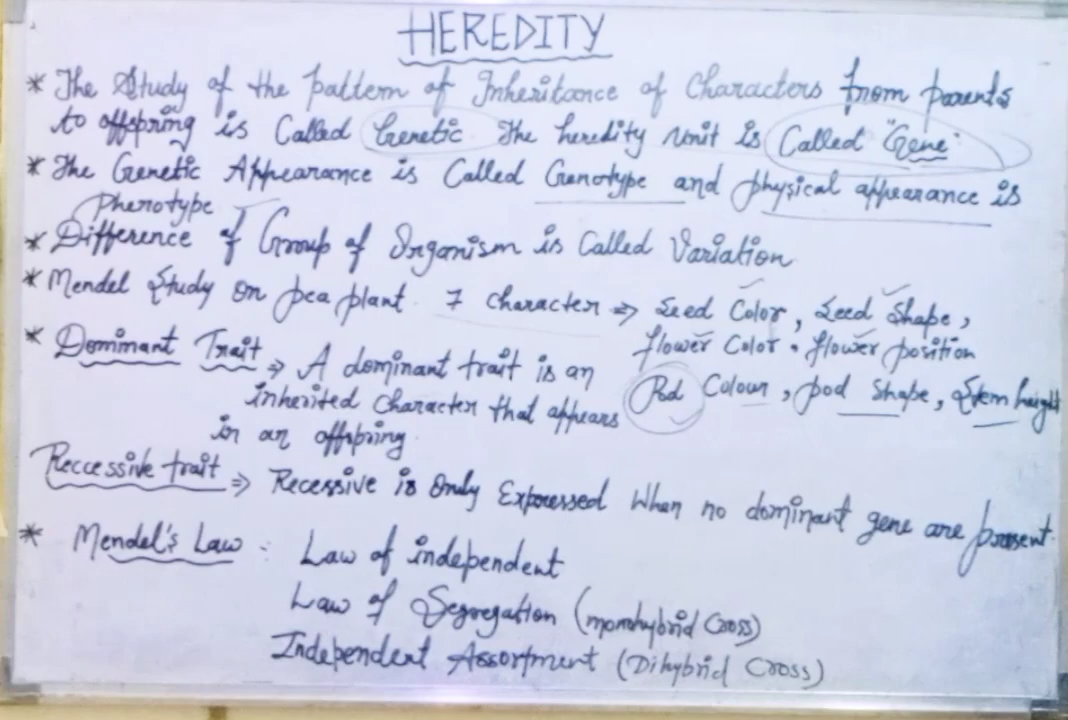 HEREDITY
* The Study of the pattern of Inheritance of Characters from parents
to offspring is Called Genetic The heredity unit is Called "Gene"
* The Genetic Appearance is Called Genotype and physical appearance is
Phenotype
* Difference of Group of Organism is Called Variation
* Mendel Study on pea plant. 7 Character ⇒ Seed Color, Seed Shape,
flower Color. flower position
Pod Colour, pod Shape, Stem height
* Dominant Trait ⇒ A dominant trait is an
inherited character that appears
in an offspring.
Reccessive trait ⇒ Recessive is Only Expressed When no dominant gene are present.
* Mendel's Law : Law of independent
Law of Segregation (monohybrid Cross)
Independent Assortment (Dihybrid Cross)